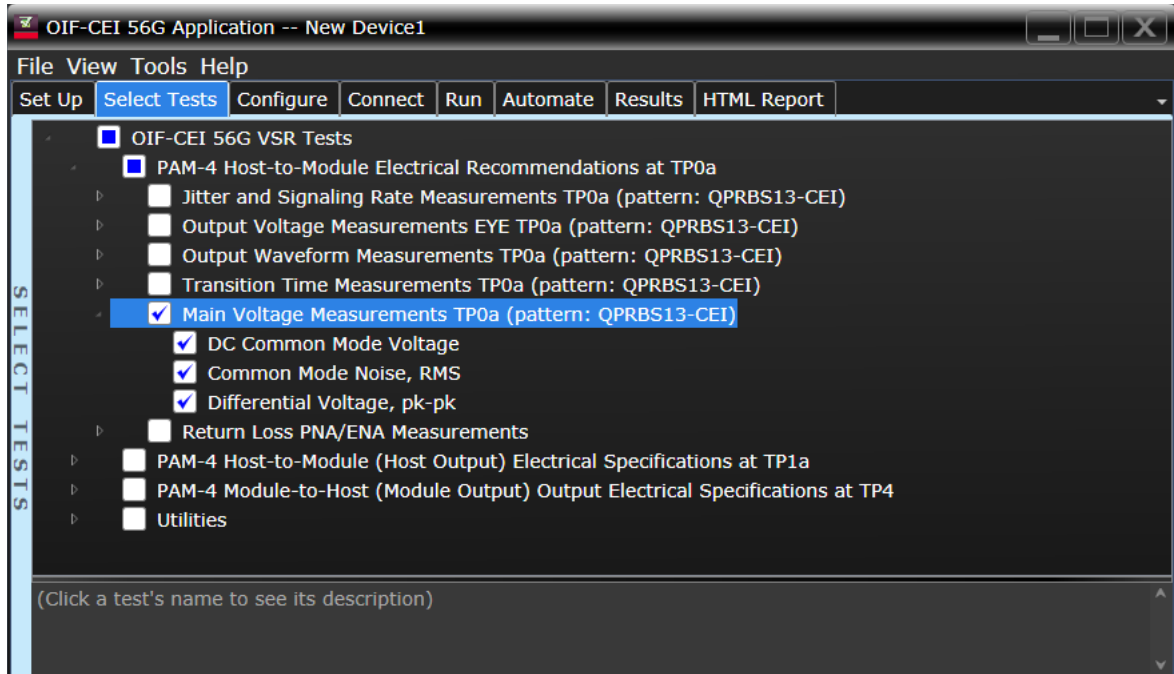 OIF-CEI 56G Application -- New Device1
File View Tools Help
Set Up Select Tests Configure Connect Run Automate Results HTML Report
SELECT TESTS
OIF-CEI 56G VSR Tests
PAM-4 Host-to-Module Electrical Recommendations at TP0a
Jitter and Signaling Rate Measurements TP0a (pattern: QPRBS13-CEI)
Output Voltage Measurements EYE TP0a (pattern: QPRBS13-CEI)
Output Waveform Measurements TP0a (pattern: QPRBS13-CEI)
Transition Time Measurements TP0a (pattern: QPRBS13-CEI)
Main Voltage Measurements TP0a (pattern: QPRBS13-CEI)
DC Common Mode Voltage
Common Mode Noise, RMS
Differential Voltage, pk-pk
Return Loss PNA/ENA Measurements
PAM-4 Host-to-Module (Host Output) Electrical Specifications at TP1a
PAM-4 Module-to-Host (Module Output) Output Electrical Specifications at TP4
Utilities
(Click a test's name to see its description)